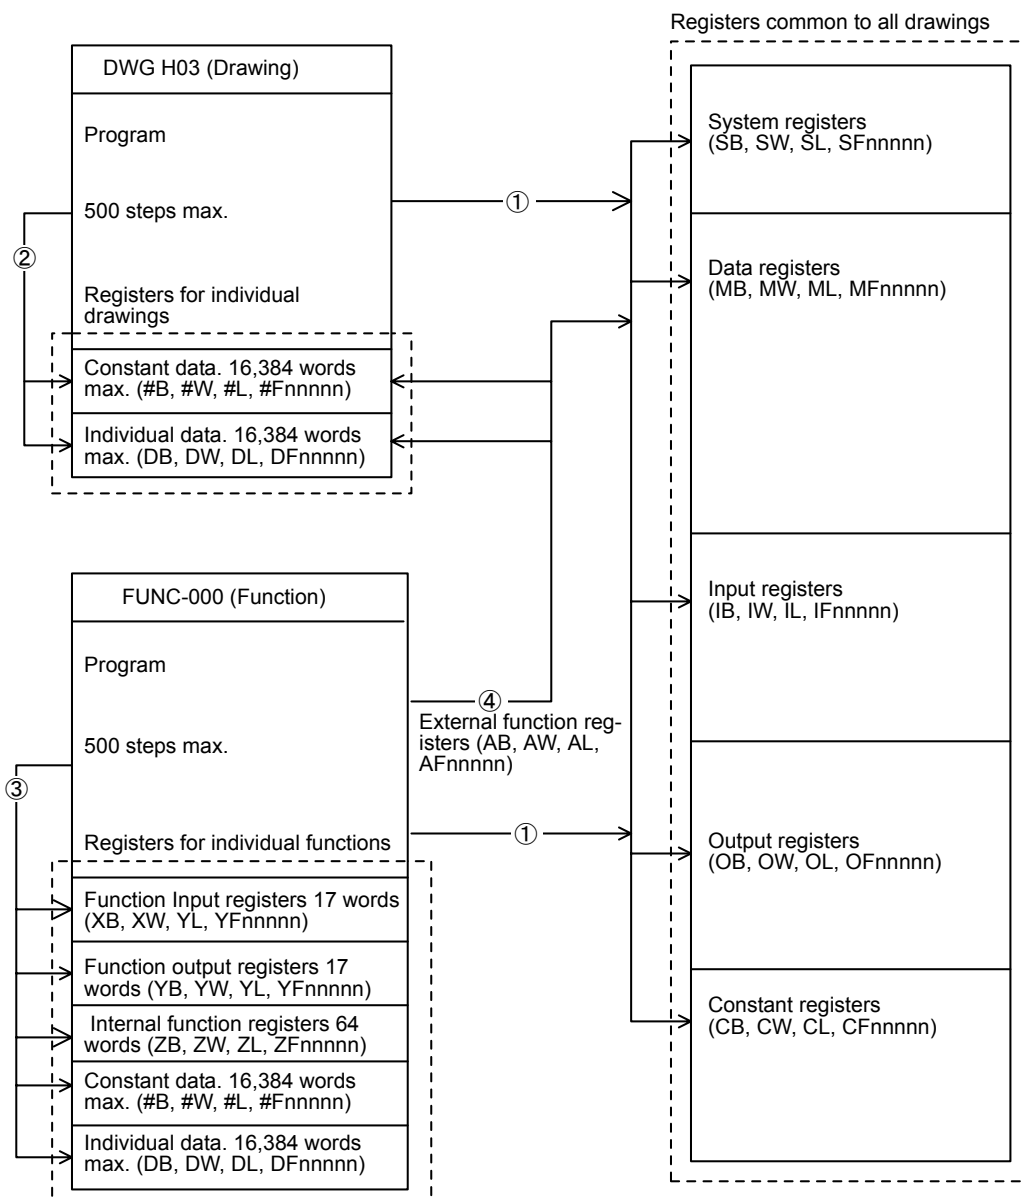 Registers common to all drawings
DWG H03 (Drawing)
Program
500 steps max.
Registers for individual
drawings
Constant data. 16,384 words
max. (#B, #W, #L, #Fnnnnn)
Individual data. 16,384 words
max. (DB, DW, DL, DFnnnnn)
①
②
System registers
(SB, SW, SL, SFnnnnn)
Data registers
(MB, MW, ML, MFnnnnn)
Input registers
(IB, IW, IL, IFnnnnn)
Output registers
(OB, OW, OL, OFnnnnn)
Constant registers
(CB, CW, CL, CFnnnnn)
FUNC-000 (Function)
Program
500 steps max.
Registers for individual functions
④
External function reg-
isters (AB, AW, AL,
AFnnnnn)
①
③
Function Input registers 17 words
(XB, XW, YL, YFnnnnn)
Function output registers 17
words (YB, YW, YL, YFnnnnn)
Internal function registers 64
words (ZB, ZW, ZL, ZFnnnnn)
Constant data. 16,384 words
max. (#B, #W, #L, #Fnnnnn)
Individual data. 16,384 words
max. (DB, DW, DL, DFnnnnn)